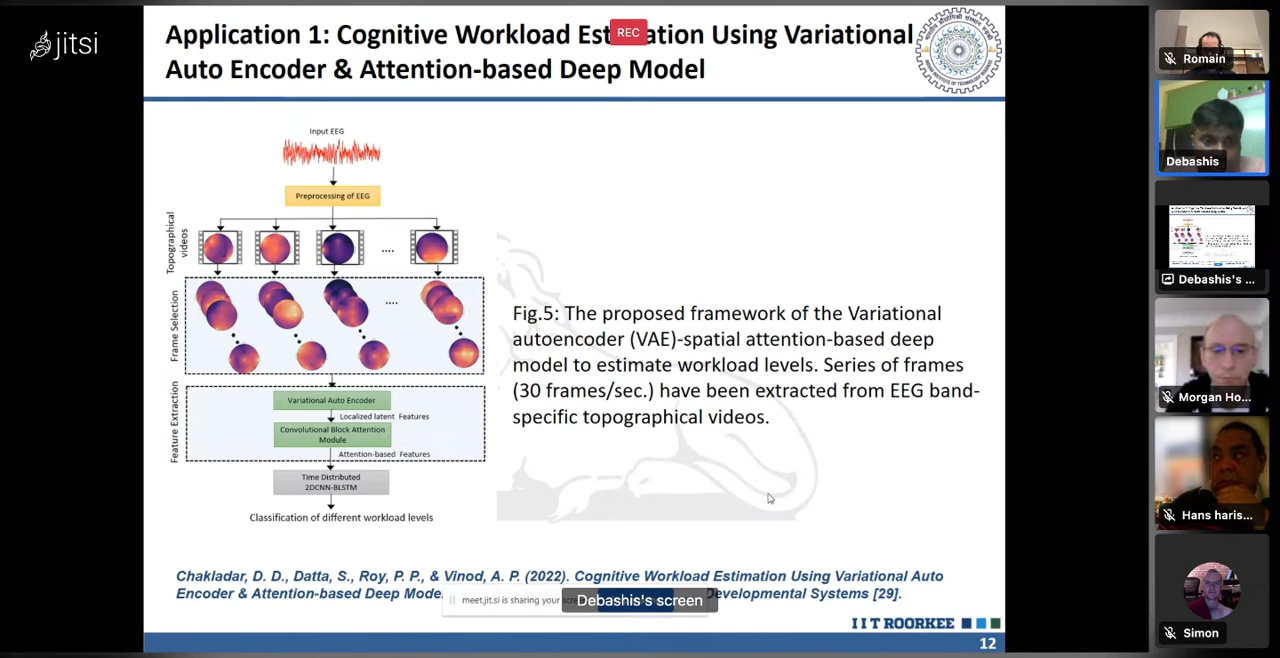 jitsi
Application 1: Cognitive Workload Est ation Using Variational
REC
Auto Encoder & Attention-based Deep Model
Input EEG
Preprocessing of EEG
Topographical
videos
....
Frame Selection
....
Feature Extraction
Variational Auto Encoder
Localized latent Features
Convolutional Block Attention
Module
Attention-based Features
Time Distributed
2DCNN-BLSTM
Classification of different workload levels
Fig.5: The proposed framework of the Variational
autoencoder (VAE)-spatial attention-based deep
model to estimate workload levels. Series of frames
(30 frames/sec.) have been extracted from EEG band-
specific topographical videos.
Chakladar, D. D., Datta, S., Roy, P. P., & Vinod, A. P. (2022). Cognitive Workload Estimation Using Variational Auto
Encoder & Attention-based Deep Mode Developmental Systems [29].
meet.jit.si is sharing your
Debashis's screen
I I T ROORKEE
12
Romain
Debashis
Debashis's ...
Morgan Ho...
Hans haris...
Simon